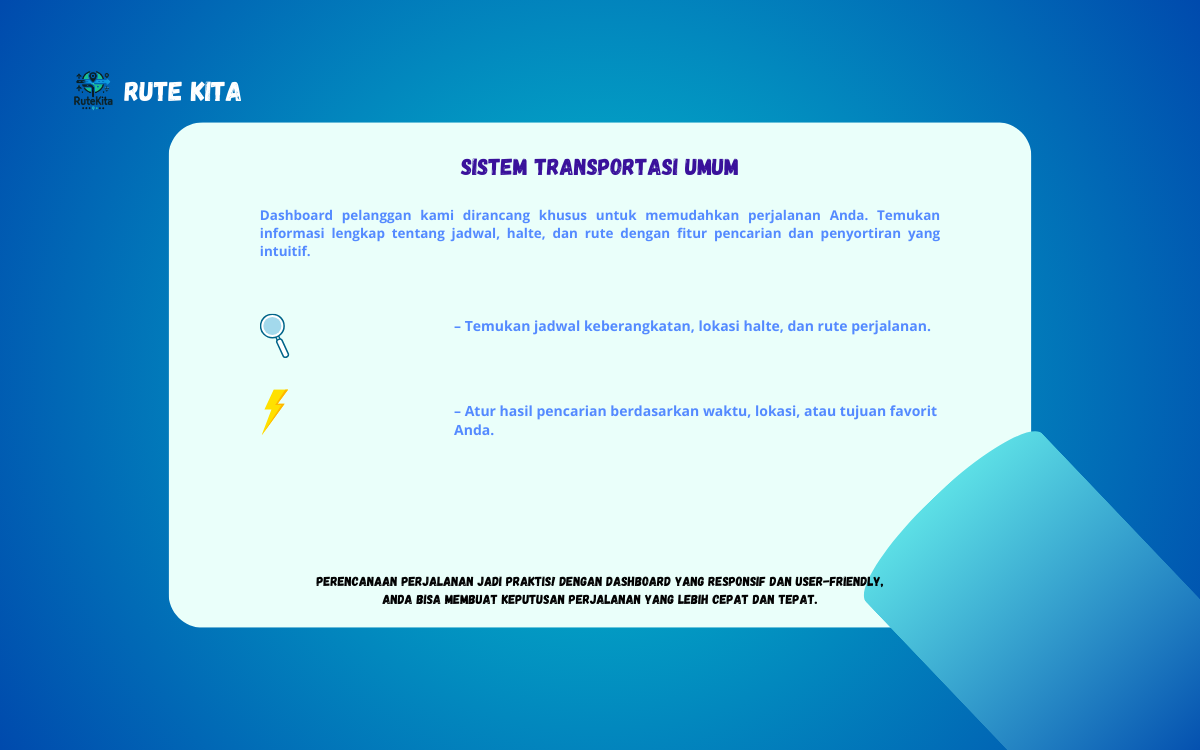 RuteKita
RUTE KITA
SISTEM TRANSPORTASI UMUM
Dashboard pelanggan kami dirancang khusus untuk memudahkan perjalanan Anda. Temukan
informasi lengkap tentang jadwal, halte, dan rute dengan fitur pencarian dan penyortiran yang
intuitif.
– Temukan jadwal keberangkatan, lokasi halte, dan rute perjalanan.
– Atur hasil pencarian berdasarkan waktu, lokasi, atau tujuan favorit
Anda.
PERENCANAAN PERJALANAN JADI PRAKTIS! DENGAN DASHBOARD YANG RESPONSIF DAN USER-FRIENDLY,
ANDA BISA MEMBUAT KEPUTUSAN PERJALANAN YANG LEBIH CEPAT DAN TEPAT.